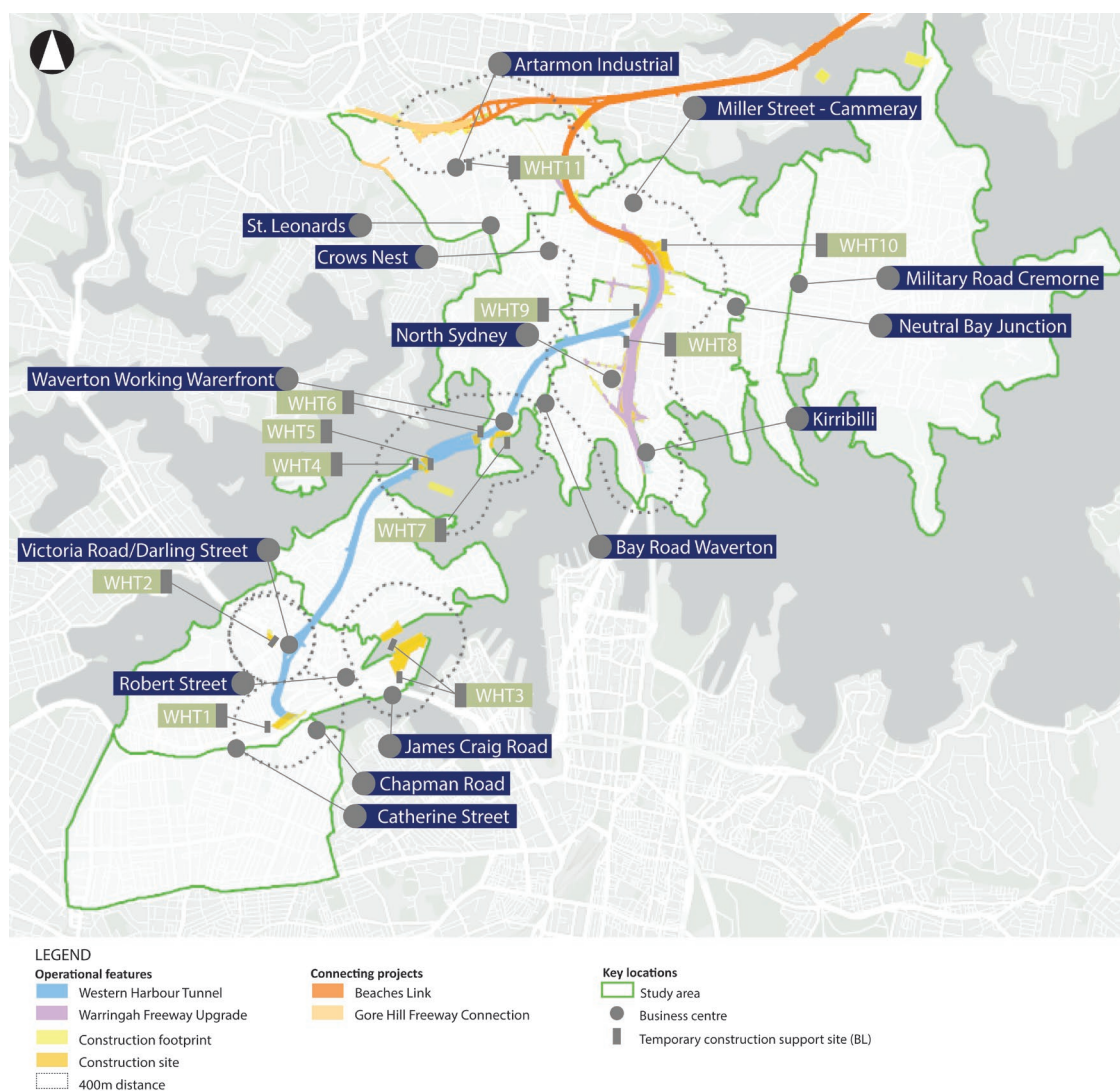 Artarmon Industrial
Miller Street - Cammeray
WHT11
St. Leonards
WHT10
Crows Nest
Military Road Cremorne
WHT9
Neutral Bay Junction
North Sydney
WHT8
Waverton Working Warerfront
WHT6
Kirribilli
WHT5
WHT4
WHT7
Bay Road Waverton
Victoria Road/Darling Street
WHT2
Robert Street
WHT3
WHT1
James Craig Road
Chapman Road
Catherine Street
LEGEND
Operational features
Western Harbour Tunnel
Warringah Freeway Upgrade
Construction footprint
Construction site
400m distance
Connecting projects
Beaches Link
Gore Hill Freeway Connection
Key locations
Study area
Business centre
Temporary construction support site (BL)